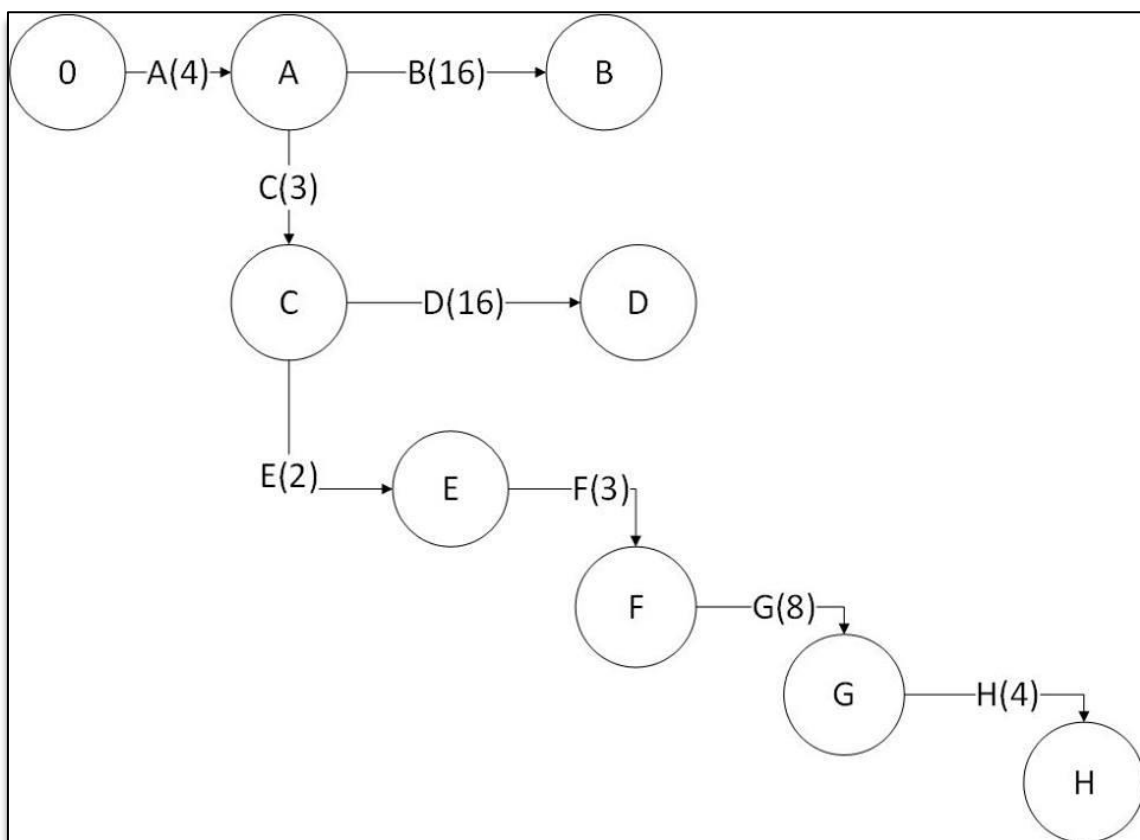 0 A(4) A B(16) B
C(3)
C D(16) D
E(2) E F(3)
F G(8)
G H(4)
H